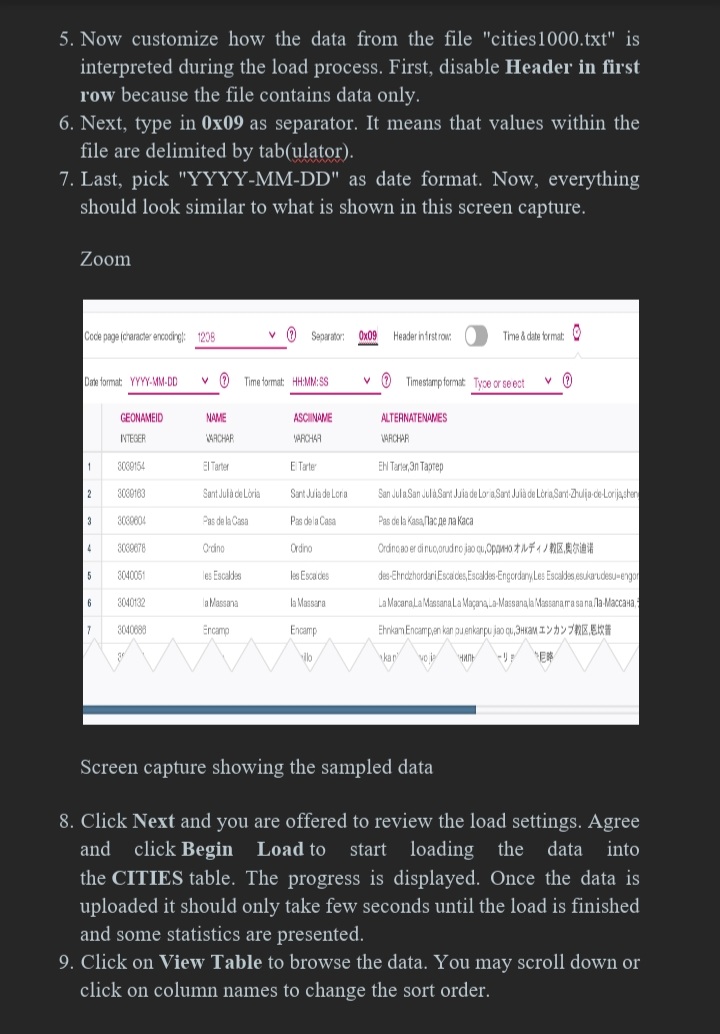 5. Now customize how the data from the file "cities1000.txt" is
interpreted during the load process. First, disable Header in first
row because the file contains data only.
6. Next, type in 0x09 as separator. It means that values within the
file are delimited by tab(ulator).
7. Last, pick "YYYY-MM-DD" as date format. Now, everything
should look similar to what is shown in this screen capture.
Zoom
Code page (character encoding): 1208 Separator: 0x09 Header in first row: Time & date format:
Date format: YYYY-MM-DD Time format: HH:MM:SS Timestamp format: Type or select
GEONAMEID NAME ASCIINAME ALTERNATENAMES
INTEGER VARCHAR VARCHAR VARCHAR
1 3039154 El Tarter El Tarter Ehl Tarter,Эл Тартер
2 3039163 Sant Julià de Lòria Sant Julia de Loria San Julia,San Julià,Sant Julia de Loria,Sant Julià de Lòria,Sant-Zhulija-de-Lorija,shen
3 3039604 Pas de la Casa Pas de la Casa Pas de la Kasa,Пас де ла Каса
4 3039678 Ordino Ordino Ordino,ao er di nuo,orudino jiao qu,Ордино オルディノ教区,奥尔迪诺
5 3040051 les Escaldes les Escaldes des-Ehndzhordani,Escaldes,Escaldes-Engordany,Les Escaldes,esukarudesu=engor
6 3040132 la Massana la Massana La Macana,La Massana,La Maçana,La-Massana,la Massana,ma sa na,Ла-Массана,
7 3040686 Encamp Encamp Ehnkam,Encamp,en kan pu,enkanpu jiao qu,Энкам エンカンプ教区,恩坎普
Screen capture showing the sampled data
8. Click Next and you are offered to review the load settings. Agree
and click Begin Load to start loading the data into
the CITIES table. The progress is displayed. Once the data is
uploaded it should only take few seconds until the load is finished
and some statistics are presented.
9. Click on View Table to browse the data. You may scroll down or
click on column names to change the sort order.